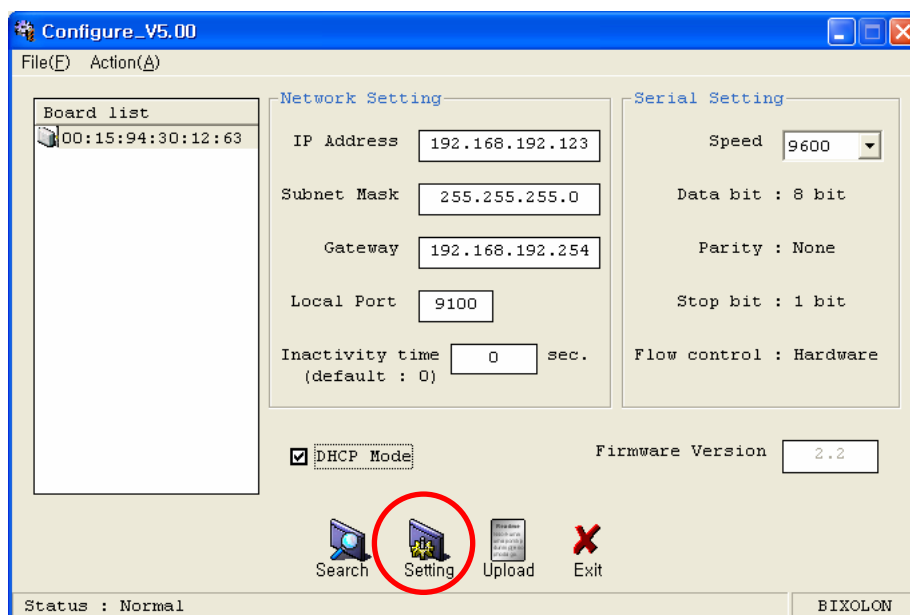 Configure_V5.00
File(F) Action(A)
Board list
00:15:94:30:12:63
Network Setting
IP Address 192.168.192.123
Subnet Mask 255.255.255.0
Gateway 192.168.192.254
Local Port 9100
Inactivity time 0 sec.
(default : 0)
Serial Setting
Speed 9600
Data bit : 8 bit
Parity : None
Stop bit : 1 bit
Flow control : Hardware
DHCP Mode
Firmware Version 2.2
Search Setting Upload Exit
Status : Normal BIXOLON